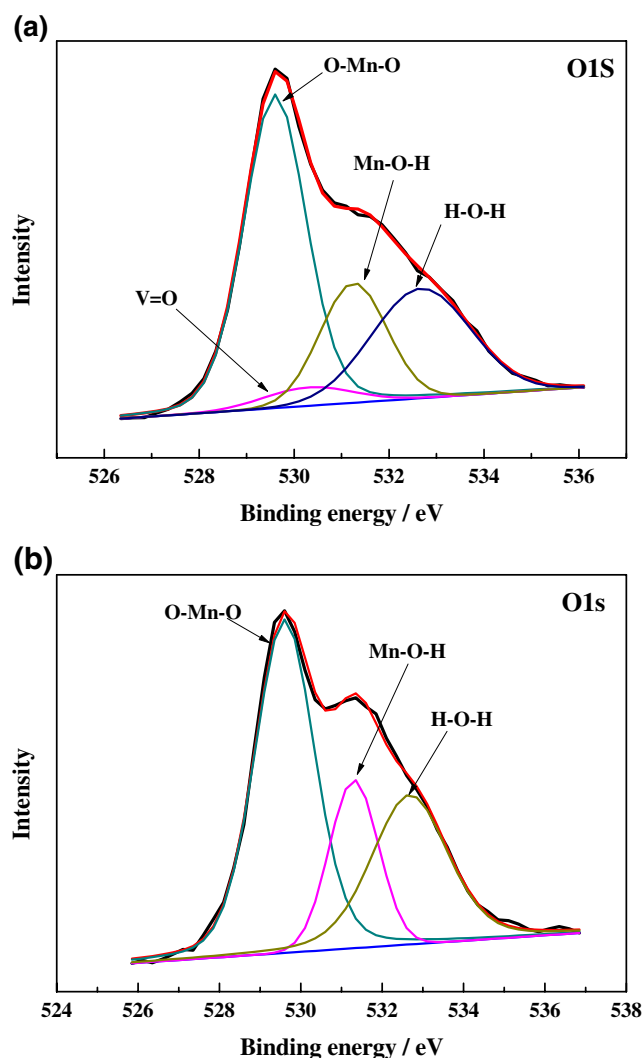 (a)
O1S
O-Mn-O
Mn-O-H
H-O-H
V=O
Intensity
526 528 530 532 534 536
Binding energy / eV
(b)
O1s
O-Mn-O
Mn-O-H
H-O-H
Intensity
524 526 528 530 532 534 536 538
Binding energy / eV